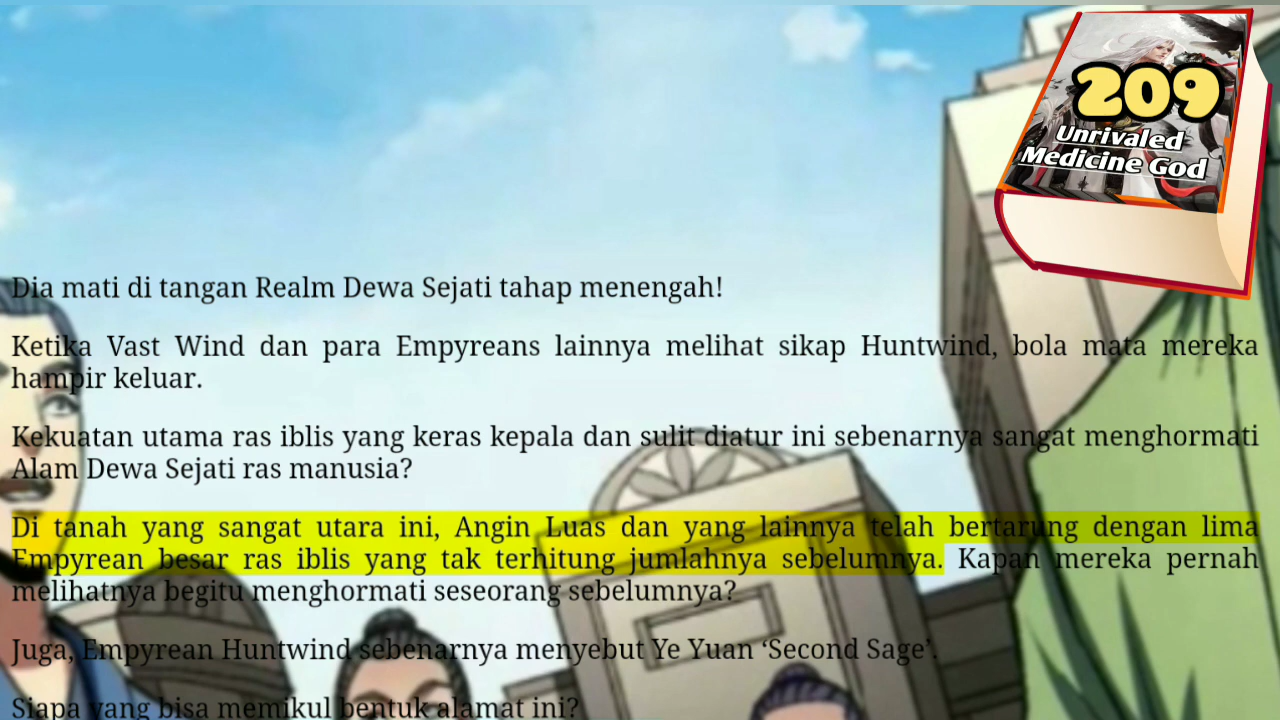 209
Unrivaled
Medicine God
Dia mati di tangan Realm Dewa Sejati tahap menengah!
Ketika Vast Wind dan para Empyreans lainnya melihat sikap Huntwind, bola mata mereka
hampir keluar.
Kekuatan utama ras iblis yang keras kepala dan sulit diatur ini sebenarnya sangat menghormati
Alam Dewa Sejati ras manusia?
Di tanah yang sangat utara ini, Angin Luas dan yang lainnya telah bertarung dengan lima
Empyrean besar ras iblis yang tak terhitung jumlahnya sebelumnya. Kapan mereka pernah
melihatnya begitu menghormati seseorang sebelumnya?
Juga, Empyrean Huntwind sebenarnya menyebut Ye Yuan ‘Second Sage’.
Siapa yang bisa memikul bentuk alamat ini?